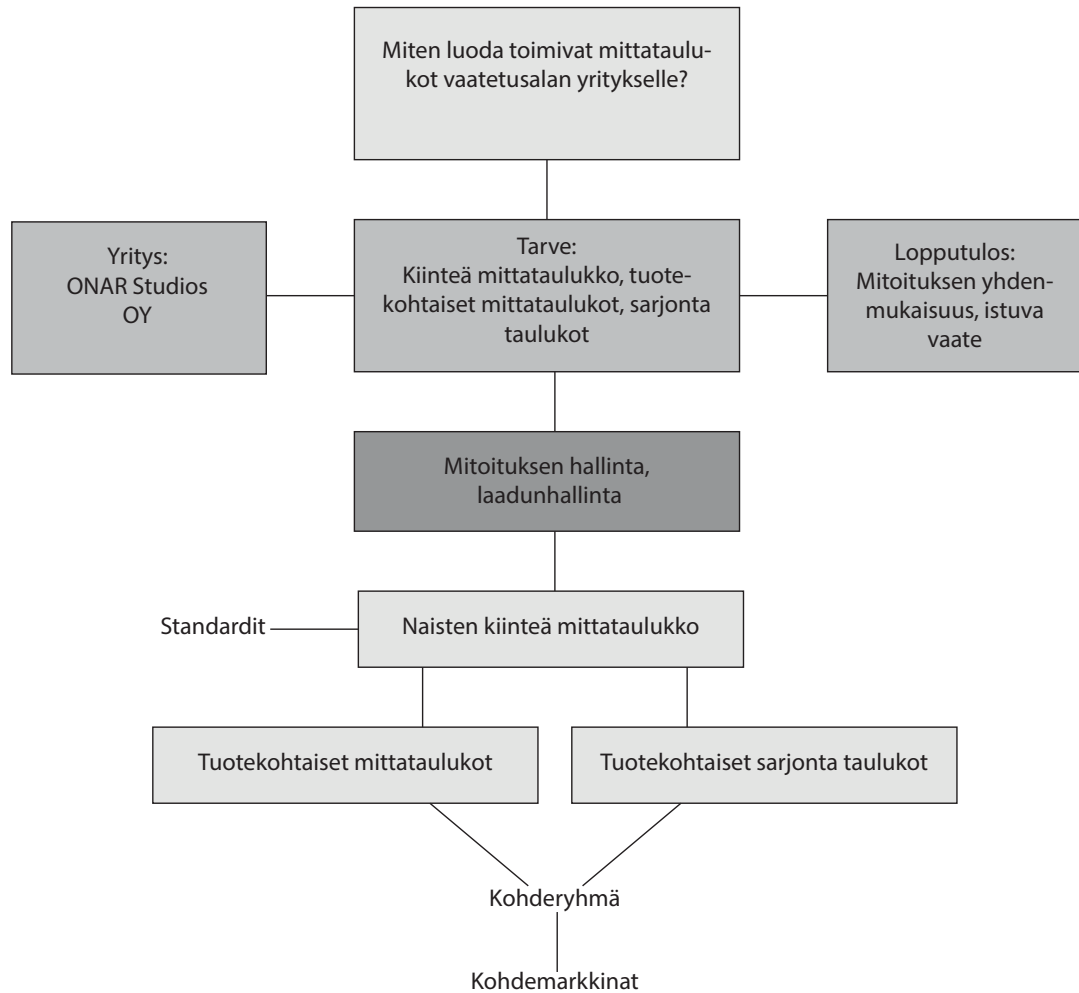 Miten luoda toimivat mittataulu-
kot vaatetusalan yritykselle?
Yritys:
ONAR Studios
OY
Tarve:
Kiinteä mittataulukko, tuote-
kohtaiset mittataulukot, sarjonta
taulukot
Lopputulos:
Mitoituksen yhden-
mukaisuus, istuva
vaate
Mitoituksen hallinta,
laadunhallinta
Standardit
Naisten kiinteä mittataulukko
Tuotekohtaiset mittataulukot
Tuotekohtaiset sarjonta taulukot
Kohderyhmä
Kohdemarkkinat